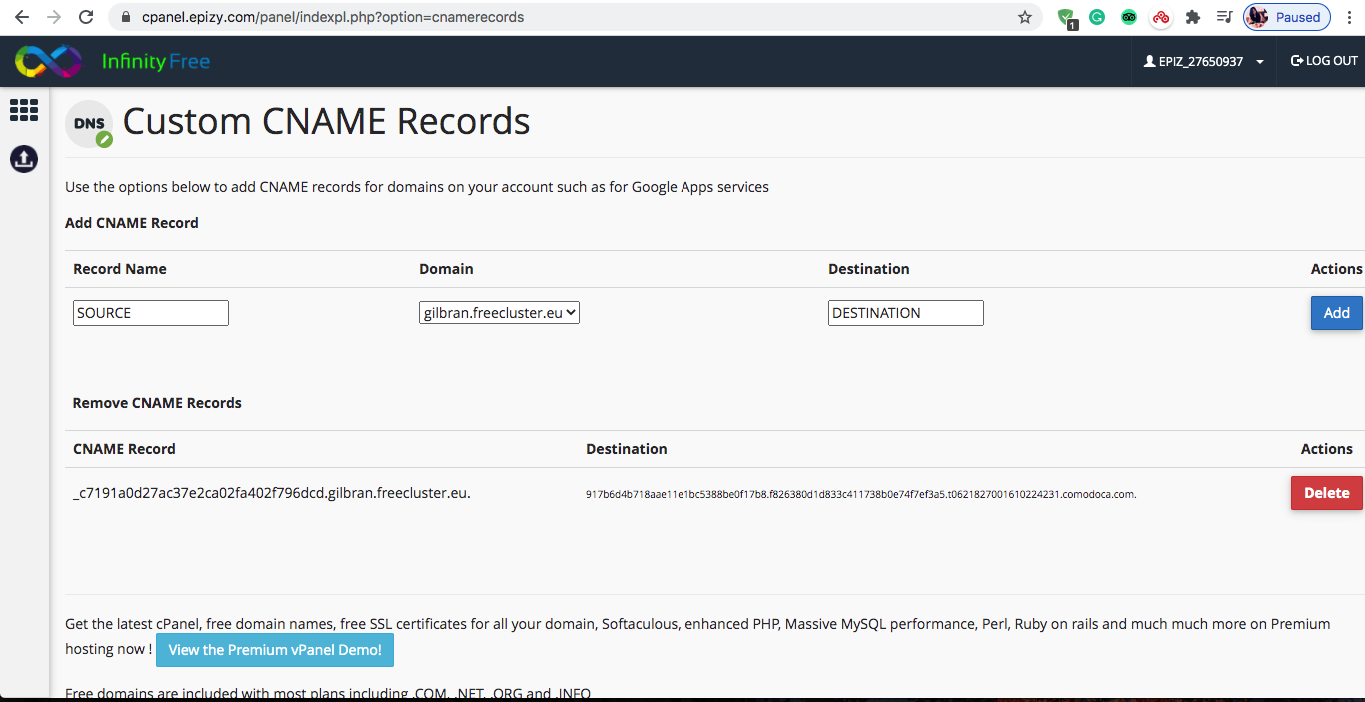 cpanel.epizy.com/panel/indexpl.php?option=cnamerecords
1
Paused
InfinityFree
EPIZ_27650937
LOG OUT
DNS
Custom CNAME Records
Use the options below to add CNAME records for domains on your account such as for Google Apps services
Add CNAME Record
Record Name Domain Destination Actions
SOURCE gilbran.freecluster.eu DESTINATION Add
Remove CNAME Records
CNAME Record Destination Actions
_c7191a0d27ac37e2ca02fa402f796dcd.gilbran.freecluster.eu. 917b6d4b718aae11e1bc5388be0f17b8.f826380d1d833c411738b0e74f7ef3a5.t0621827001610224231.comodoca.com. Delete
Get the latest cPanel, free domain names, free SSL certificates for all your domain, Softaculous, enhanced PHP, Massive MySQL performance, Perl, Ruby on rails and much much more on Premium
hosting now ! View the Premium vPanel Demo!
Free domains are included with most plans including .COM, .NET, .ORG and .INFO